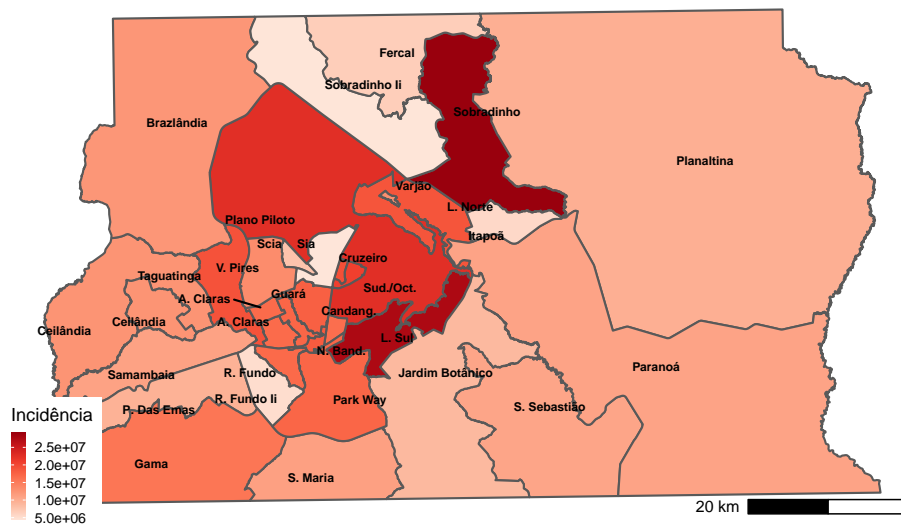 Fercal
Sobradinho Ii
Sobradinho
Brazlândia
Planaltina
Varjão
L. Norte
Plano Piloto
Itapoã
Scia
Sia
Cruzeiro
V. Pires
Taguatinga
Guará
Sud./Oct.
A. Claras
Candang.
Ceilândia
Ceilândia
A. Claras
L. Sul
N. Band.
Paranoá
Samambaia
R. Fundo
Jardim Botânico
R. Fundo Ii
Park Way
S. Sebastião
P. Das Emas
Incidência
2.5e+07
2.0e+07
1.5e+07
1.0e+07
5.0e+06
Gama
S. Maria
20 km